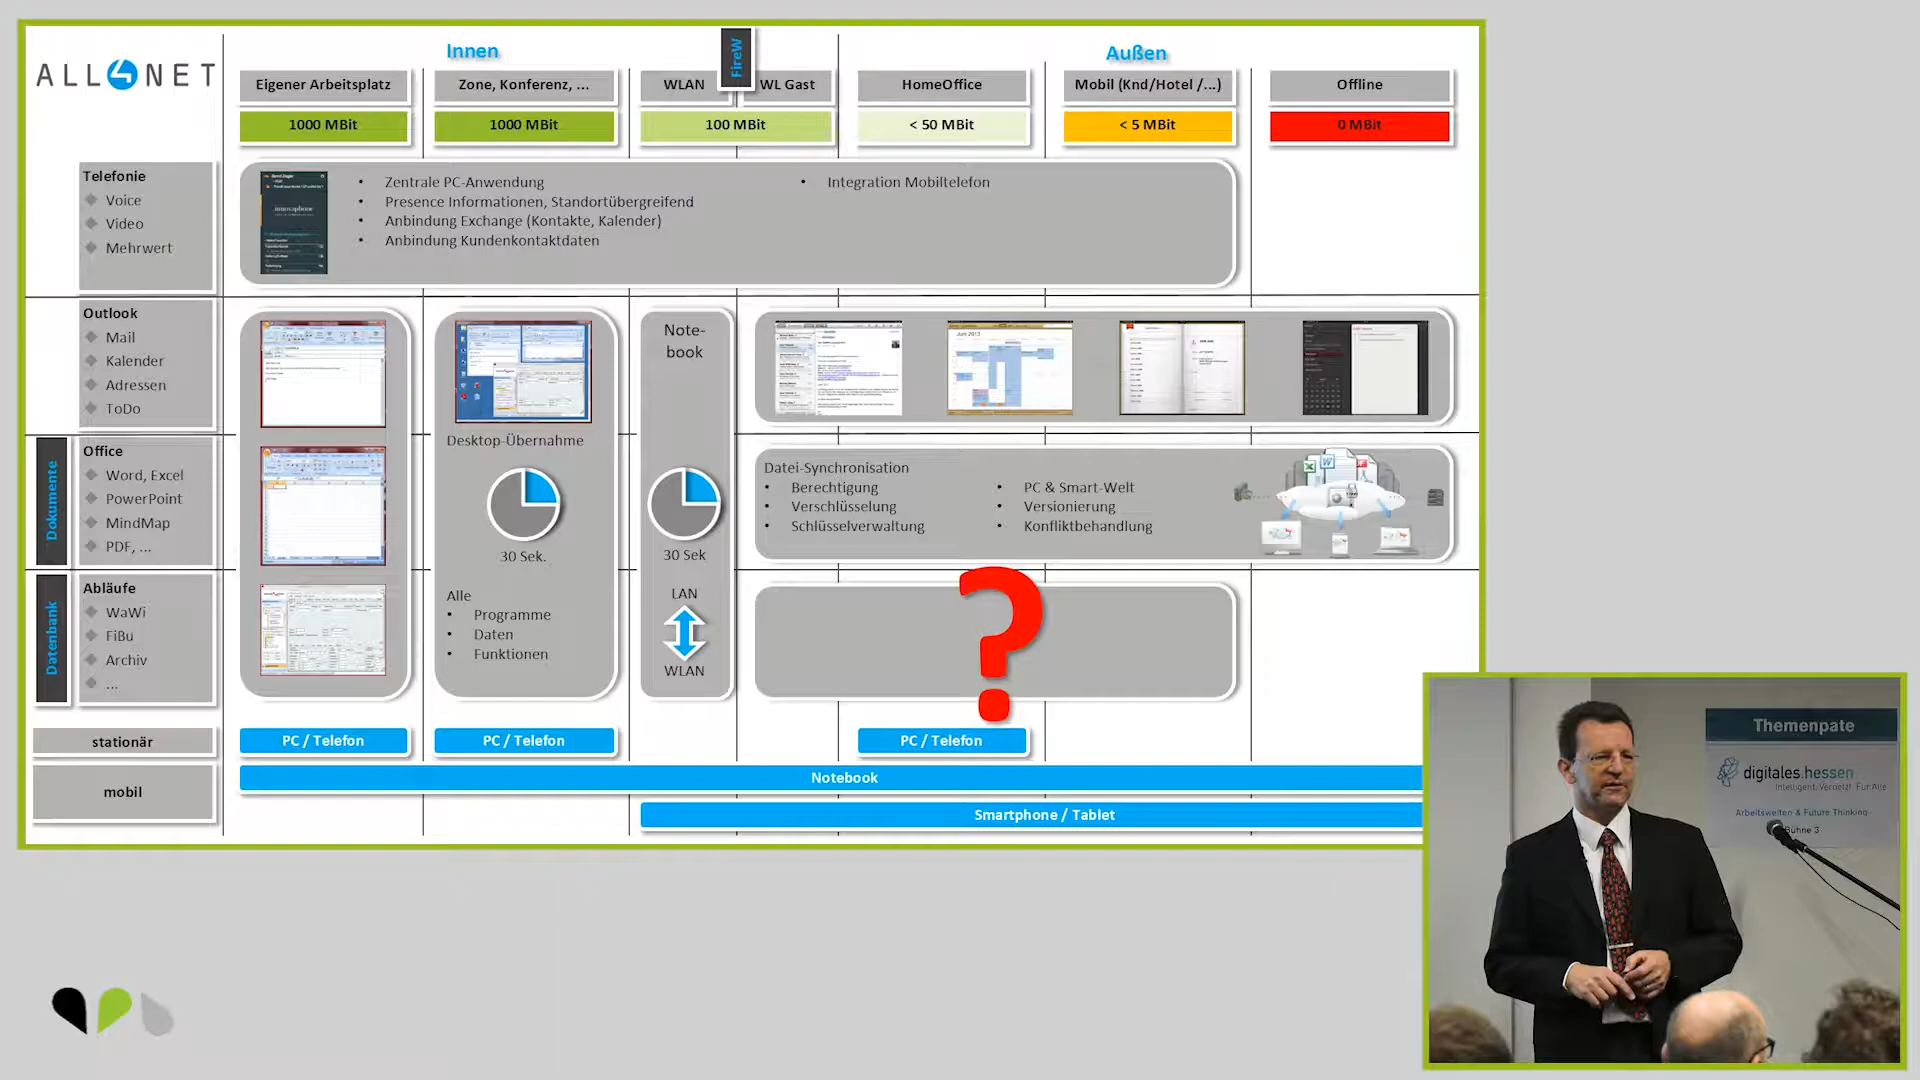 ALL4NET
Innen
FireW
Außen
Eigener Arbeitsplatz
Zone, Konferenz, ...
WLAN
WL Gast
HomeOffice
Mobil (Knd/Hotel /...)
Offline
1000 MBit
1000 MBit
100 MBit
< 50 MBit
< 5 MBit
0 MBit
Telefonie
Voice
Video
Mehrwert
innovaphone
• Zentrale PC-Anwendung
• Presence Informationen, Standortübergreifend
• Anbindung Exchange (Kontakte, Kalender)
• Anbindung Kundenkontaktdaten
• Integration Mobiltelefon
Outlook
Mail
Kalender
Adressen
ToDo
Note-
book
Juni 2013
Dokumente
Office
Word, Excel
PowerPoint
MindMap
PDF, ...
Desktop-Übernahme
30 Sek.
30 Sek
Datei-Synchronisation
• Berechtigung
• Verschlüsselung
• Schlüsselverwaltung
• PC & Smart-Welt
• Versionierung
• Konfliktbehandlung
Datenbank
Abläufe
WaWi
FiBu
Archiv
...
Alle
• Programme
• Daten
• Funktionen
LAN
WLAN
?
stationär
PC / Telefon
PC / Telefon
PC / Telefon
mobil
Notebook
Smartphone / Tablet
Themenpate
digitales.hessen
Intelligent. Vernetzt. Für Alle
Arbeitswelten & Future Thinking
Bühne 3